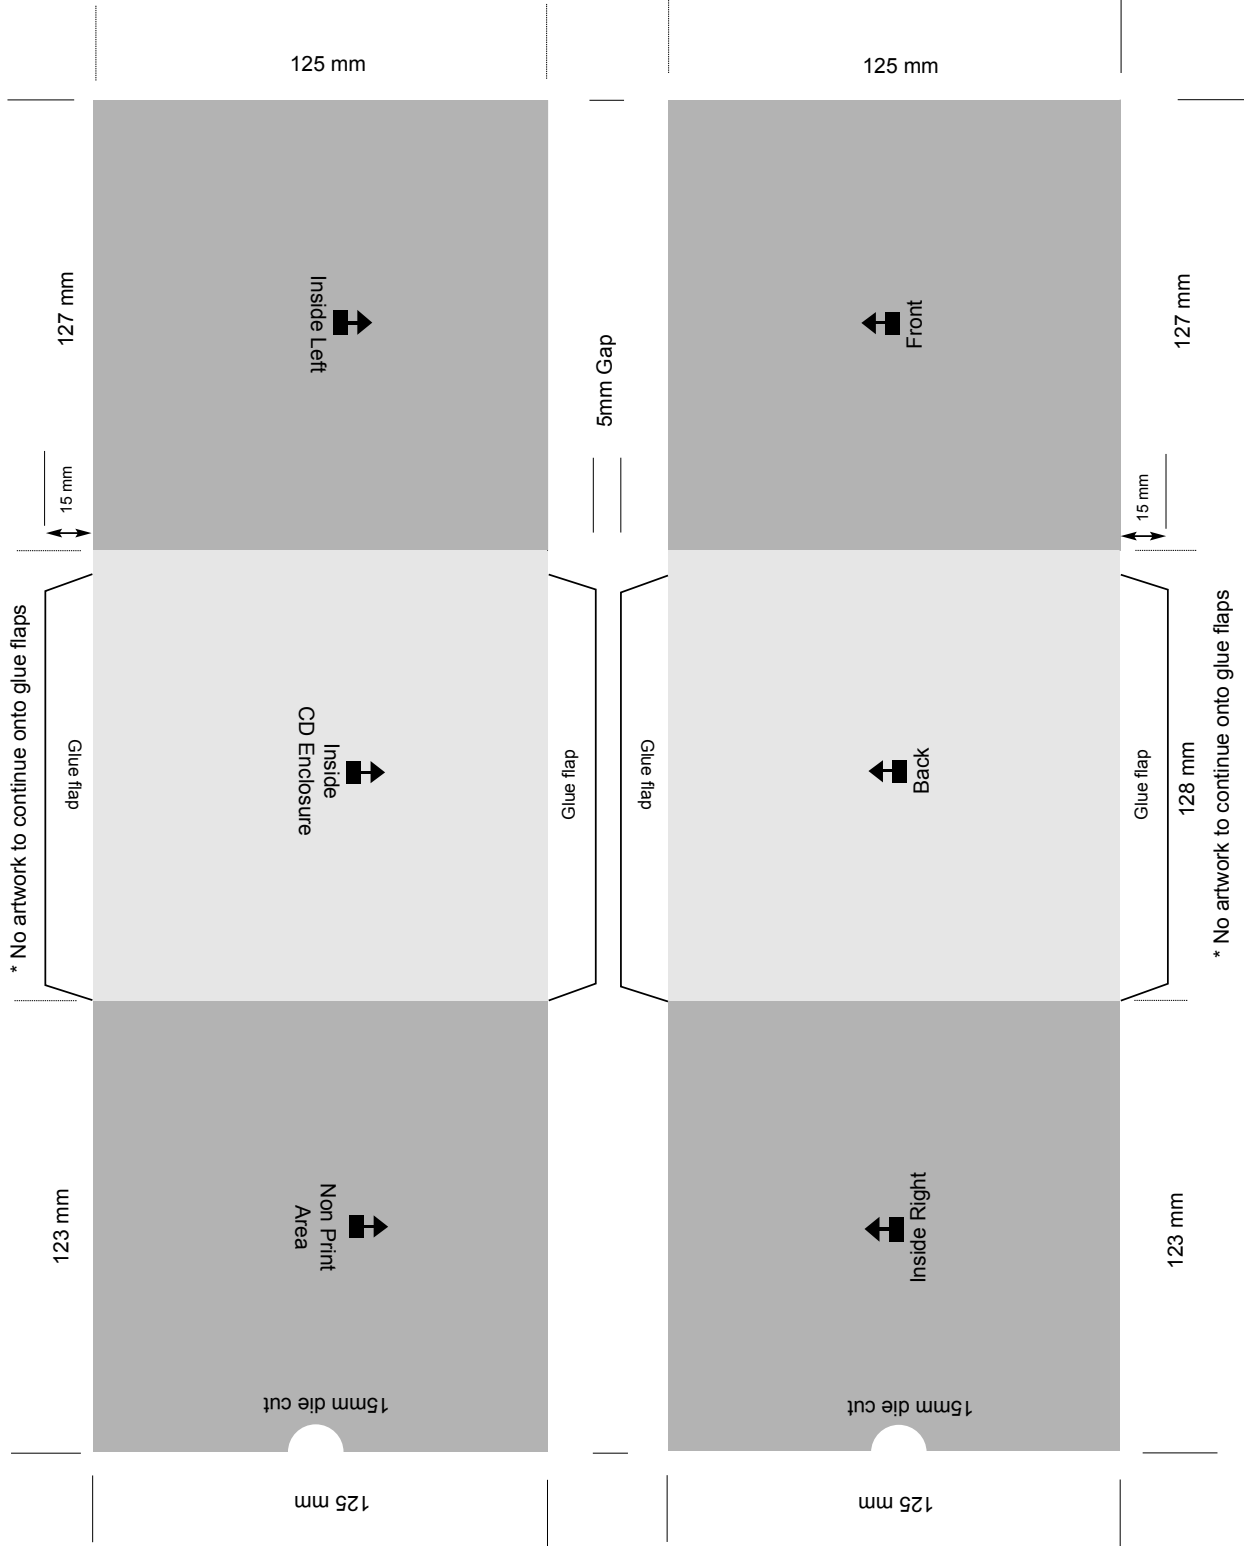 125 mm
125 mm
127 mm
Inside Left
5mm Gap
Front
127 mm
15 mm
15 mm
* No artwork to continue onto glue flaps
Glue flap
Inside
CD Enclosure
Glue flap
Glue flap
Back
Glue flap
128 mm
* No artwork to continue onto glue flaps
123 mm
Non Print
Area
Inside Right
123 mm
15mm die cut
15mm die cut
125 mm
125 mm